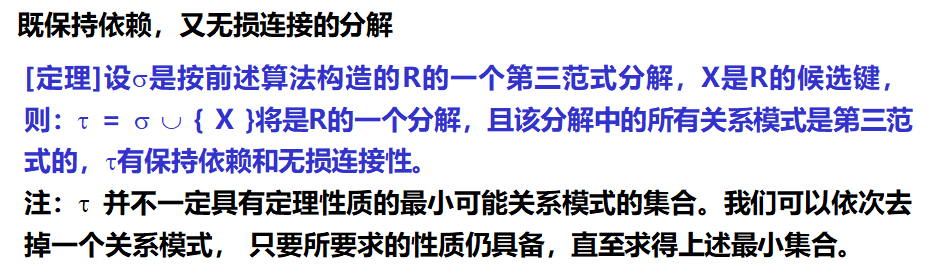 既保持依赖，又无损连接的分解
[定理]设σ是按前述算法构造的R的一个第三范式分解，X是R的候选键，
则：τ = σ ∪ { X }将是R的一个分解，且该分解中的所有关系模式是第三范
式的，τ有保持依赖和无损连接性。
注：τ 并不一定具有定理性质的最小可能关系模式的集合。我们可以依次去
掉一个关系模式， 只要所要求的性质仍具备，直至求得上述最小集合。